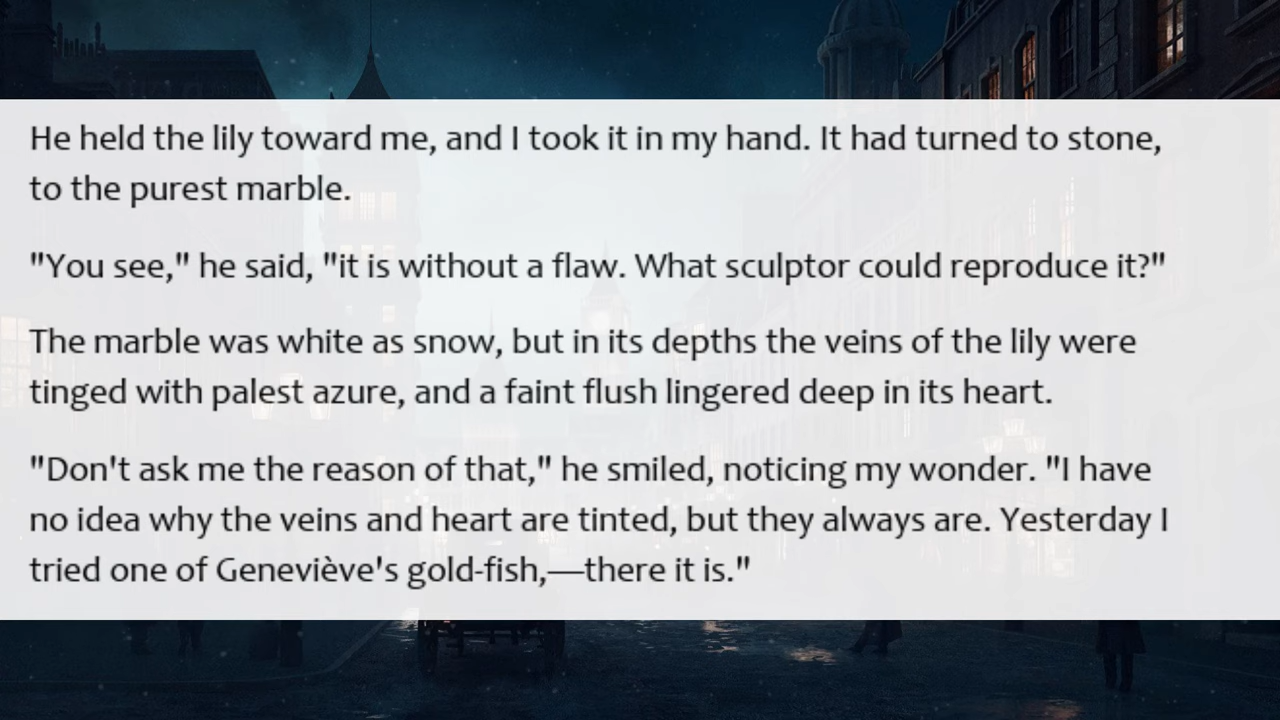 He held the lily toward me, and I took it in my hand. It had turned to stone,
to the purest marble.
"You see," he said, "it is without a flaw. What sculptor could reproduce it?"
The marble was white as snow, but in its depths the veins of the lily were
tinged with palest azure, and a faint flush lingered deep in its heart.
"Don't ask me the reason of that," he smiled, noticing my wonder. "I have
no idea why the veins and heart are tinted, but they always are. Yesterday I
tried one of Geneviève's gold-fish,—there it is."